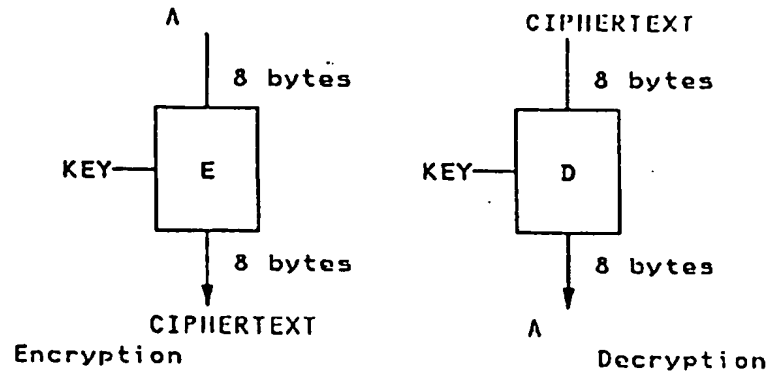 A
8 bytes
KEY
E
8 bytes
CIPHERTEXT
Encryption
CIPHERTEXT
8 bytes
KEY
D
8 bytes
A
Decryption